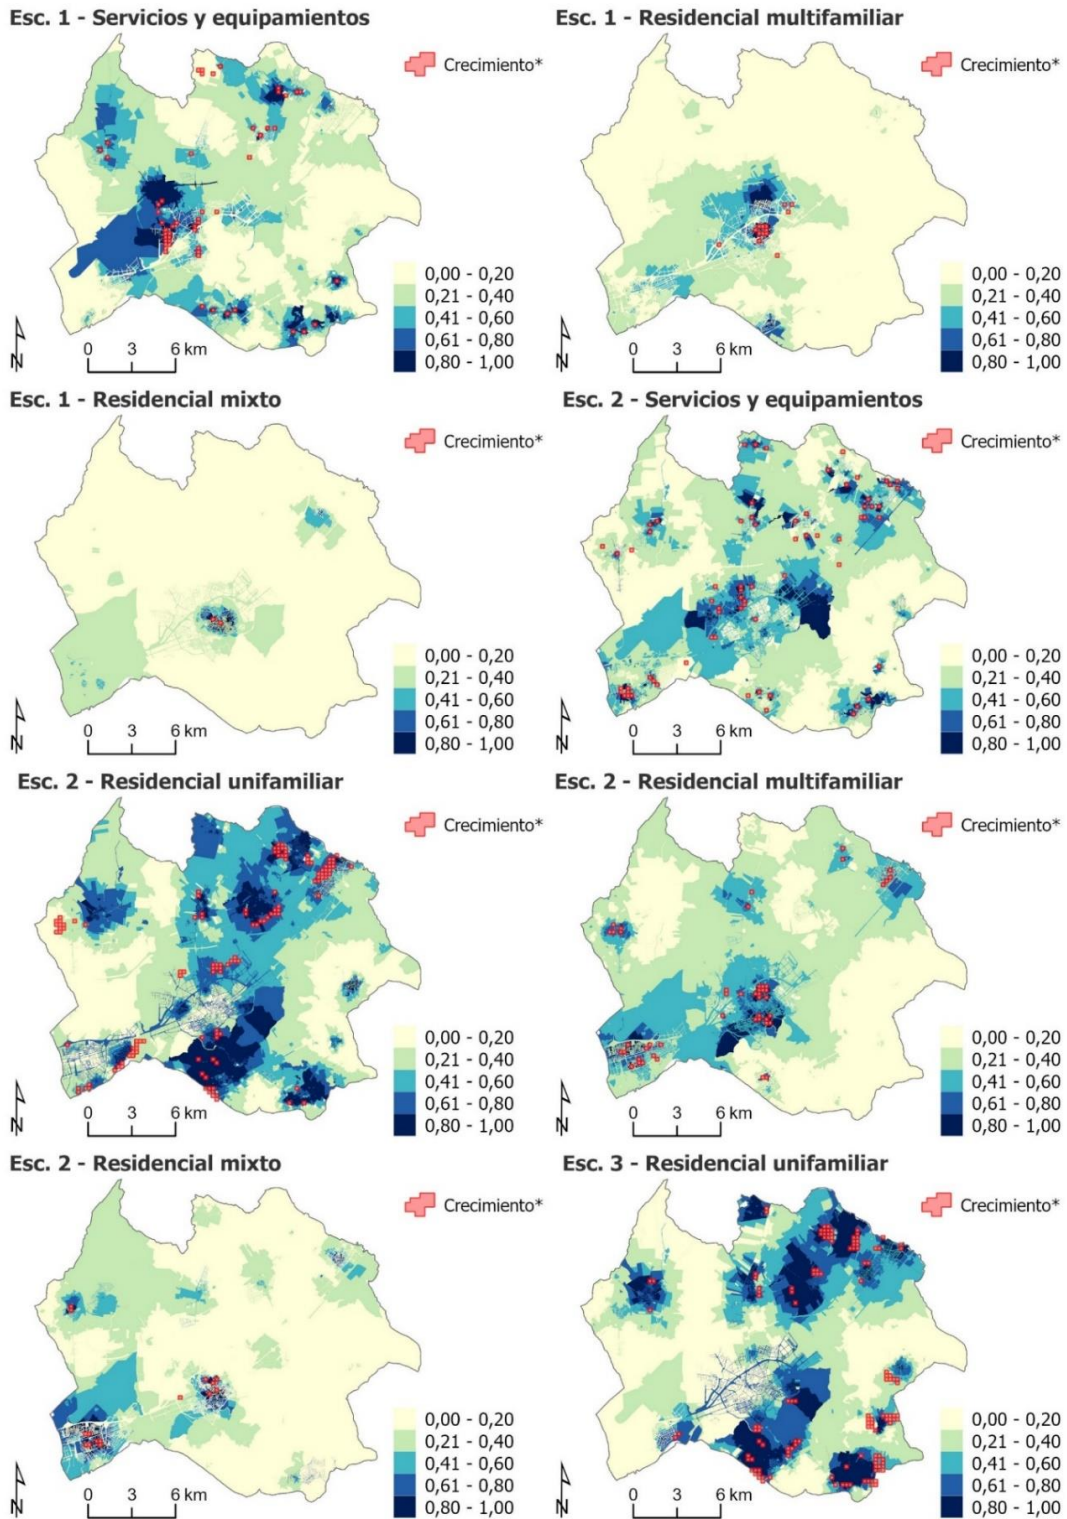 Esc. 1 - Servicios y equipamientos
Crecimiento*
0,00 - 0,20
0,21 - 0,40
0,41 - 0,60
0,61 - 0,80
0,80 - 1,00
N
0 3 6 km
Esc. 1 - Residencial multifamiliar
Crecimiento*
0,00 - 0,20
0,21 - 0,40
0,41 - 0,60
0,61 - 0,80
0,80 - 1,00
N
0 3 6 km
Esc. 1 - Residencial mixto
Crecimiento*
0,00 - 0,20
0,21 - 0,40
0,41 - 0,60
0,61 - 0,80
0,80 - 1,00
N
0 3 6 km
Esc. 2 - Servicios y equipamientos
Crecimiento*
0,00 - 0,20
0,21 - 0,40
0,41 - 0,60
0,61 - 0,80
0,80 - 1,00
N
0 3 6 km
Esc. 2 - Residencial unifamiliar
Crecimiento*
0,00 - 0,20
0,21 - 0,40
0,41 - 0,60
0,61 - 0,80
0,80 - 1,00
N
0 3 6 km
Esc. 2 - Residencial multifamiliar
Crecimiento*
0,00 - 0,20
0,21 - 0,40
0,41 - 0,60
0,61 - 0,80
0,80 - 1,00
N
0 3 6 km
Esc. 2 - Residencial mixto
Crecimiento*
0,00 - 0,20
0,21 - 0,40
0,41 - 0,60
0,61 - 0,80
0,80 - 1,00
N
0 3 6 km
Esc. 3 - Residencial unifamiliar
Crecimiento*
0,00 - 0,20
0,21 - 0,40
0,41 - 0,60
0,61 - 0,80
0,80 - 1,00
N
0 3 6 km